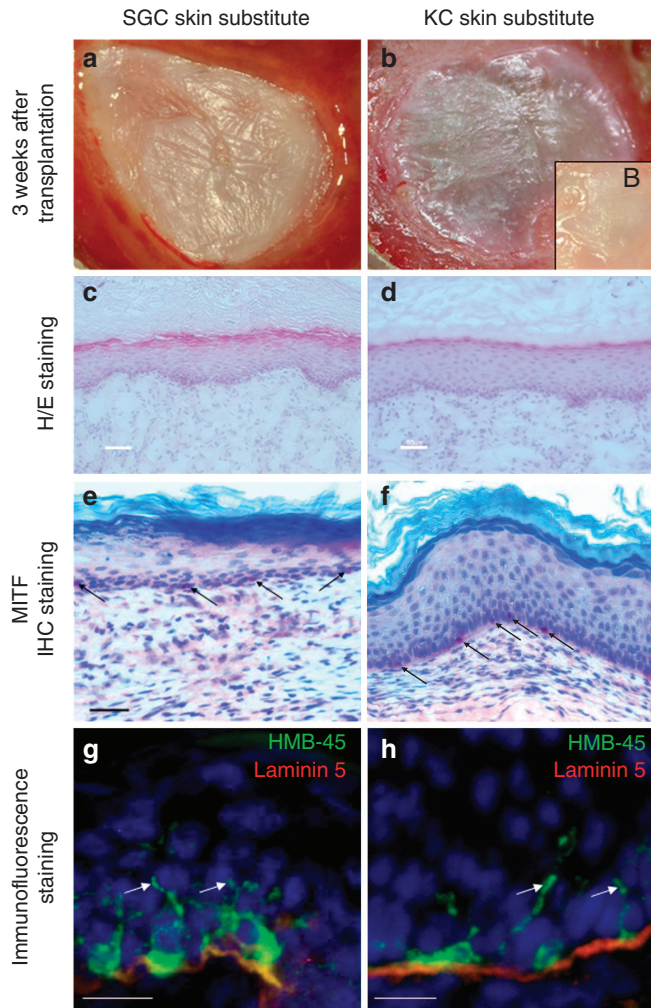 SGC skin substitute
KC skin substitute
3 weeks after
transplantation
a
b
B
H/E staining
c
d
MITF
IHC staining
e
f
Immunofluorescence
staining
g
HMB-45
Laminin 5
h
HMB-45
Laminin 5